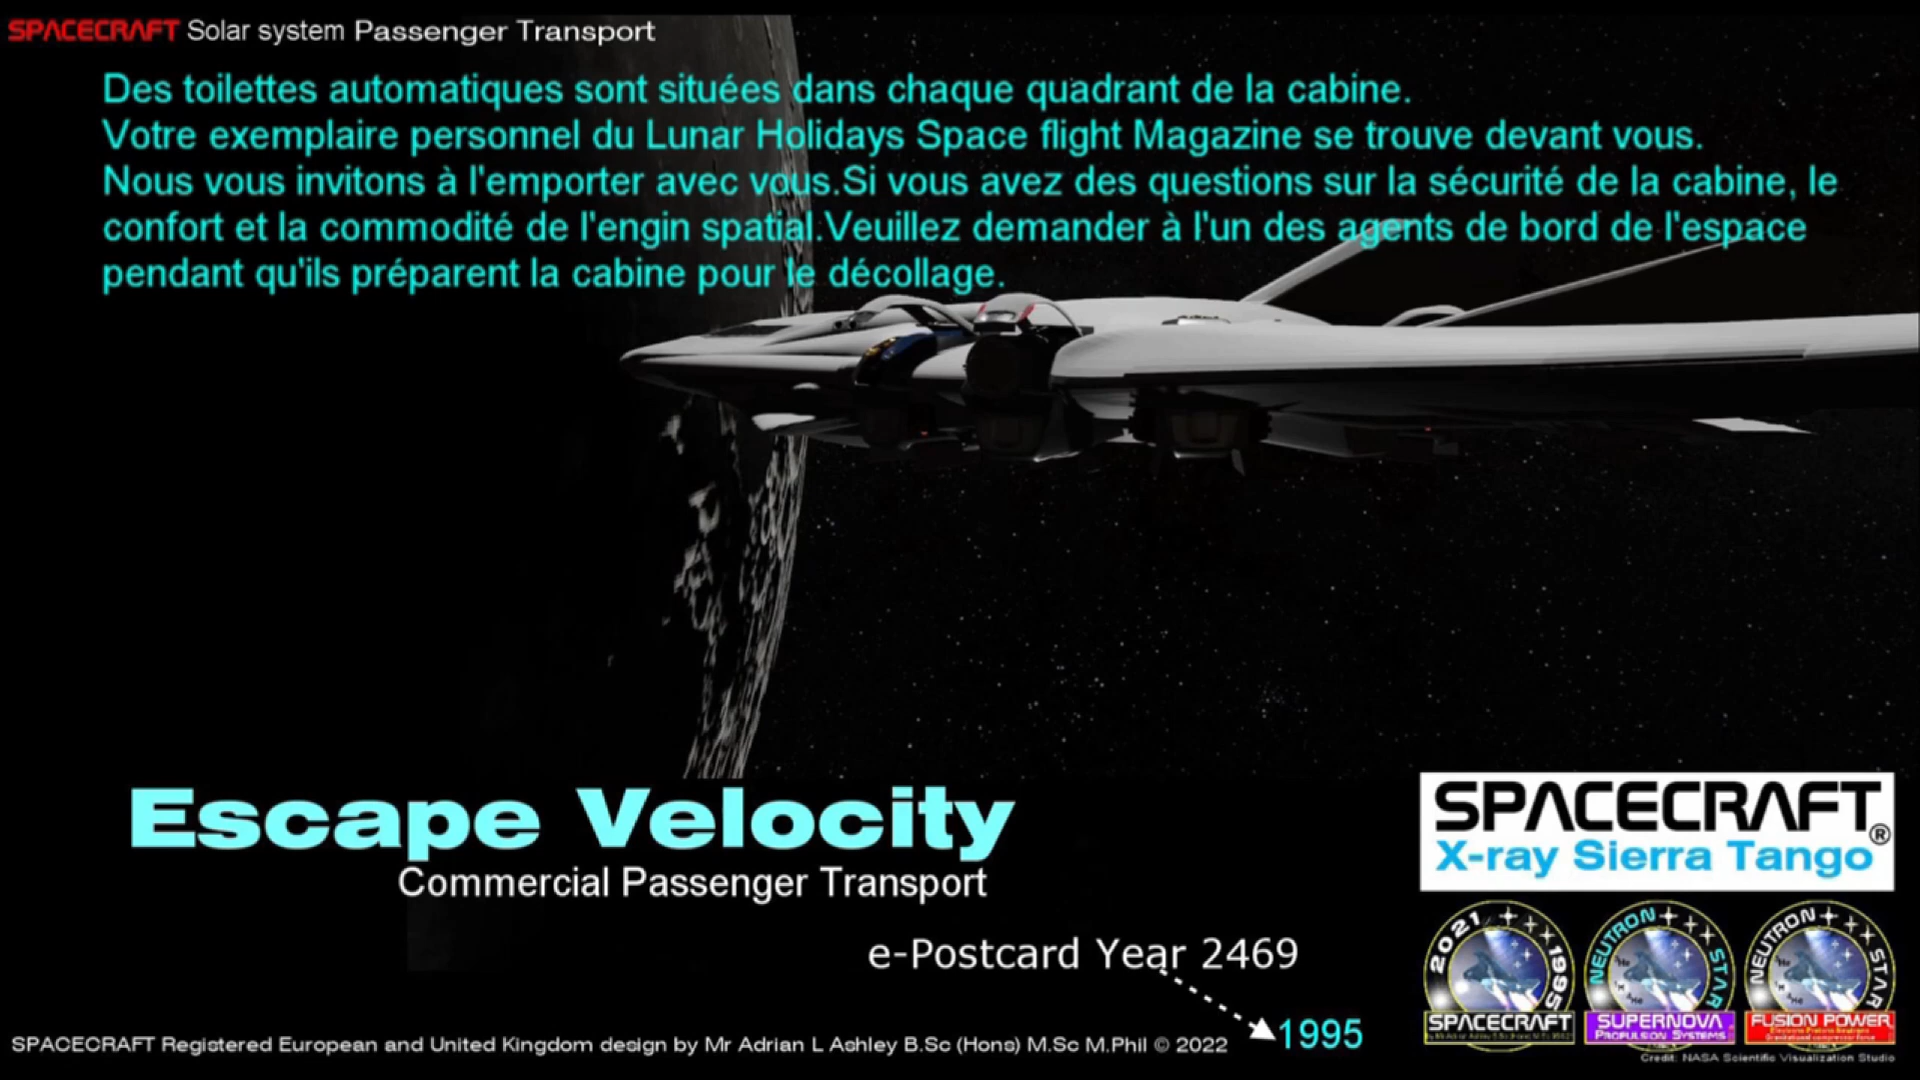 SPACECRAFT Solar system Passenger Transport
Des toilettes automatiques sont situées dans chaque quadrant de la cabine.
Votre exemplaire personnel du Lunar Holidays Space flight Magazine se trouve devant vous.
Nous vous invitons à l'emporter avec vous.Si vous avez des questions sur la sécurité de la cabine, le
confort et la commodité de l'engin spatial.Veuillez demander à l'un des agents de bord de l'espace
pendant qu'ils préparent la cabine pour le décollage.
Escape Velocity
Commercial Passenger Transport
SPACECRAFT®
X-ray Sierra Tango
e-Postcard Year 2469
1995
2021 1995
SPACECRAFT
NEUTRON STAR
SUPERNOVA
PROPULSION SYSTEMS
NEUTRON STAR
FUSION POWER
SPACECRAFT Registered European and United Kingdom design by Mr Adrian L Ashley B.Sc (Hons) M.Sc M.Phil © 2022
Credit: NASA Scientific Visualization Studio